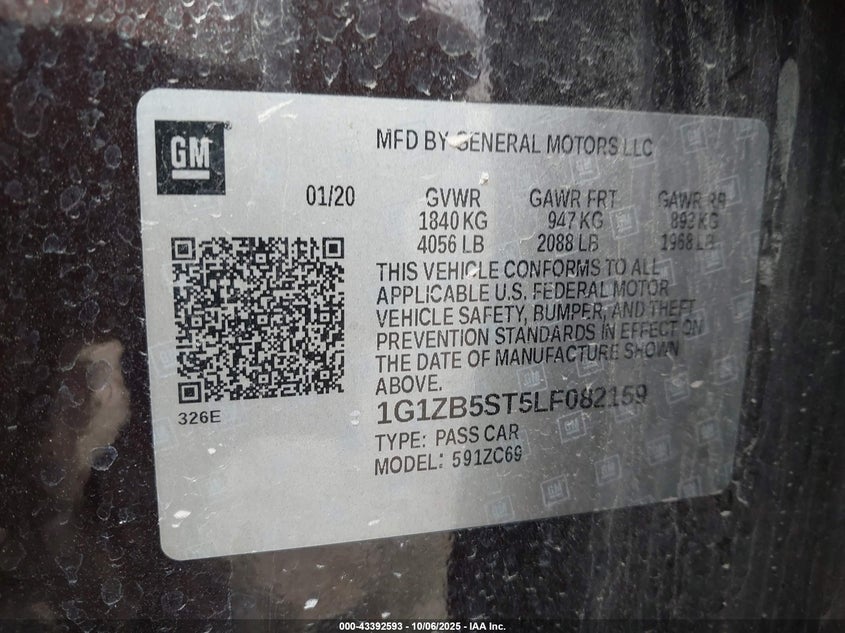 GM
MFD BY GENERAL MOTORS LLC
01/20
GVWR GAWR FRT GAWR RR
1840 KG 947 KG 893 KG
4056 LB 2088 LB 1968 LB
THIS VEHICLE CONFORMS TO ALL
APPLICABLE U.S. FEDERAL MOTOR
VEHICLE SAFETY, BUMPER, AND THEFT
PREVENTION STANDARDS IN EFFECT ON
THE DATE OF MANUFACTURE SHOWN
ABOVE.
326E
1G1ZB5ST5LF082159
TYPE: PASS CAR
MODEL: 591ZC69
000-43392593 - 10/06/2025 - IAA Inc.